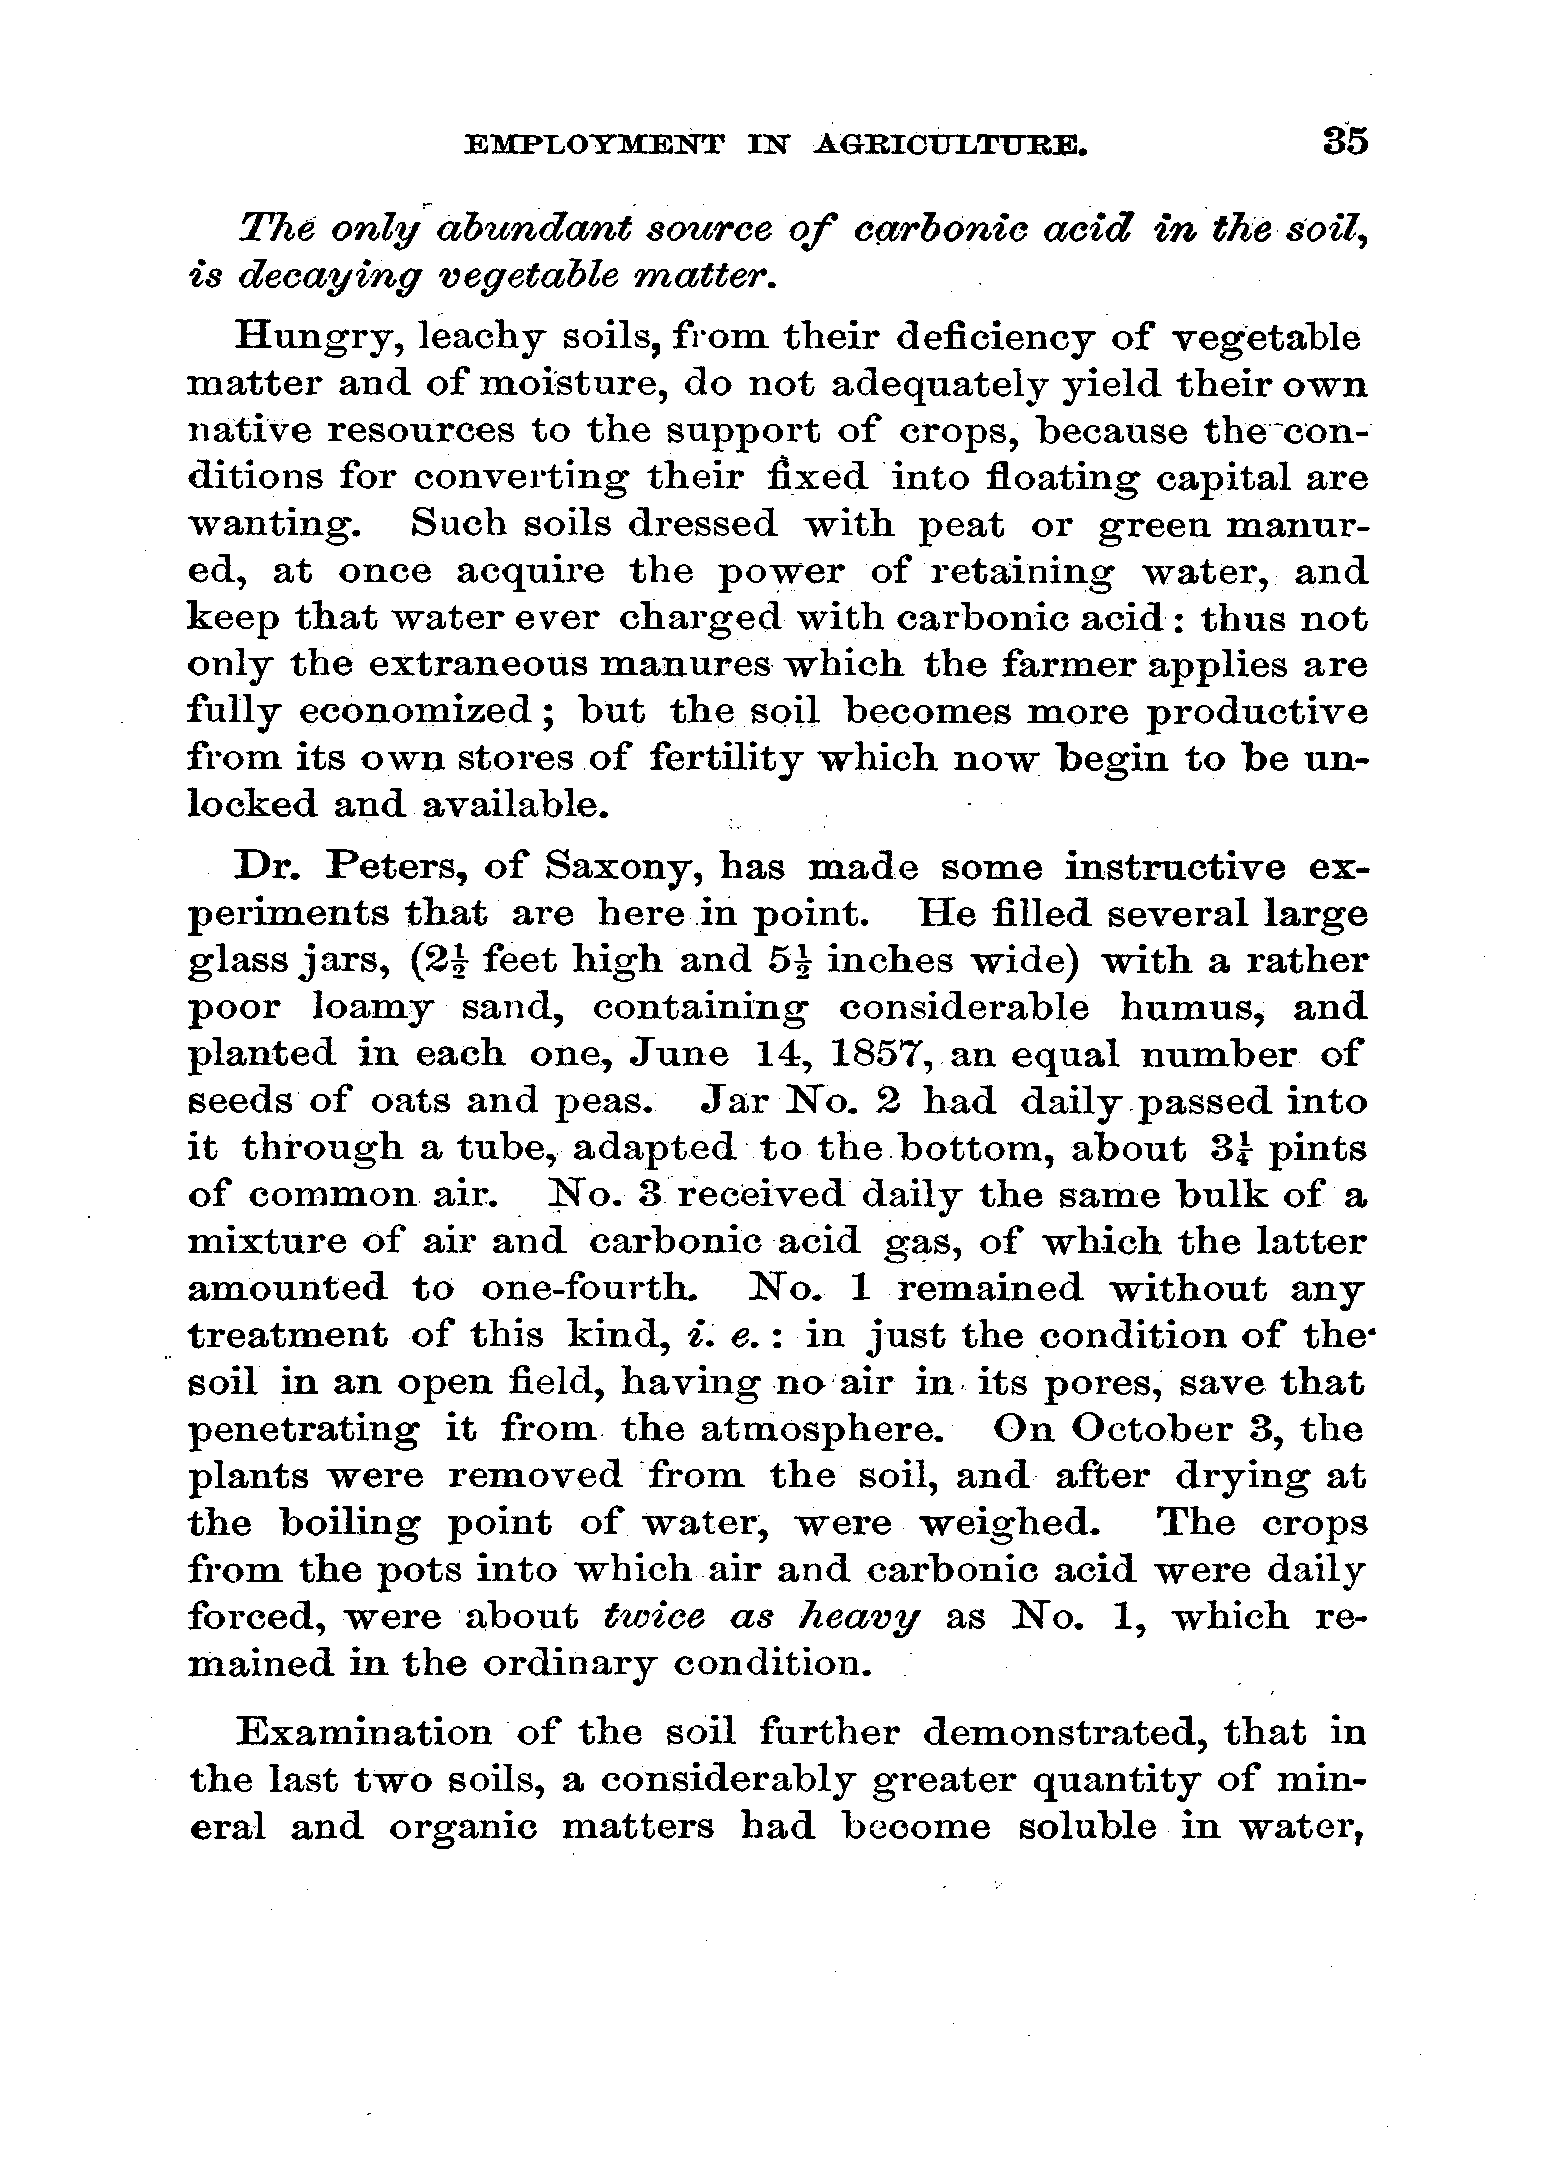 EMPLOYMENT IN AGRICULTURE. 35
The only abundant source of carbonic acid in the soil,
is decaying vegetable matter.
Hungry, leachy soils, from their deficiency of vegetable
matter and of moisture, do not adequately yield their own
native resources to the support of crops, because the con-
ditions for converting their fixed into floating capital are
wanting. Such soils dressed with peat or green manur-
ed, at once acquire the power of retaining water, and
keep that water ever charged with carbonic acid: thus not
only the extraneous manures which the farmer applies are
fully economized; but the soil becomes more productive
from its own stores of fertility which now begin to be un-
locked and available.
Dr. Peters, of Saxony, has made some instructive ex-
periments that are here in point. He filled several large
glass jars, (2½ feet high and 5½ inches wide) with a rather
poor loamy sand, containing considerable humus, and
planted in each one, June 14, 1857, an equal number of
seeds of oats and peas. Jar No. 2 had daily passed into
it through a tube, adapted to the bottom, about 3¼ pints
of common air. No. 3 received daily the same bulk of a
mixture of air and carbonic acid gas, of which the latter
amounted to one-fourth. No. 1 remained without any
treatment of this kind, i. e.: in just the condition of the
soil in an open field, having no air in its pores, save that
penetrating it from the atmosphere. On October 3, the
plants were removed from the soil, and after drying at
the boiling point of water, were weighed. The crops
from the pots into which air and carbonic acid were daily
forced, were about twice as heavy as No. 1, which re-
mained in the ordinary condition.
Examination of the soil further demonstrated, that in
the last two soils, a considerably greater quantity of min-
eral and organic matters had become soluble in water,